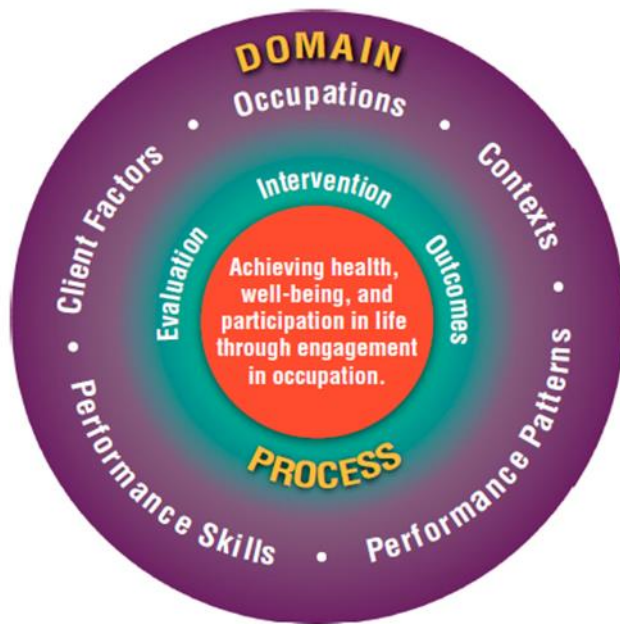 DOMAIN
Occupations
Client Factors
Contexts
Performance Skills
Performance Patterns
Intervention
Evaluation
Outcomes
Achieving health,
well-being, and
participation in life
through engagement
in occupation.
PROCESS